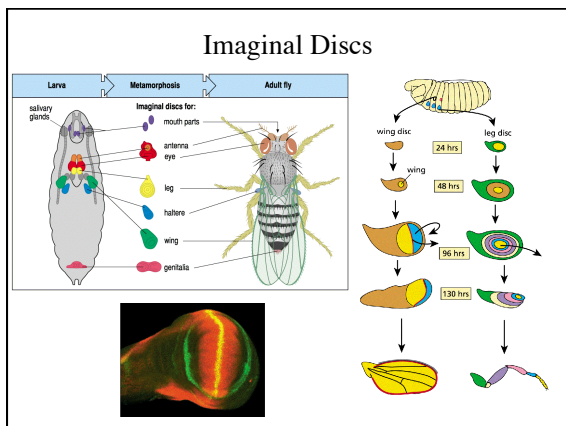 Imaginal Discs
Larva
Metamorphosis
Adult fly
salivary
glands
Imaginal discs for:
mouth parts
antenna
eye
leg
haltere
wing
genitalia
wing disc
leg disc
24 hrs
wing
48 hrs
96 hrs
130 hrs